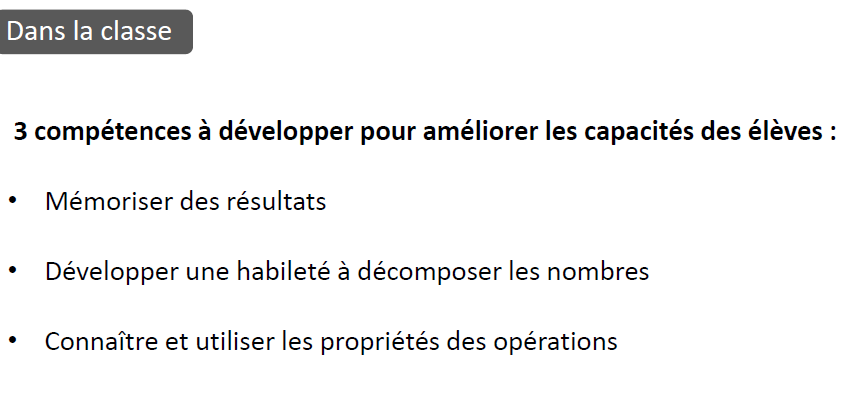 Dans la classe
3 compétences à développer pour améliorer les capacités des élèves :
• Mémoriser des résultats
• Développer une habileté à décomposer les nombres
• Connaître et utiliser les propriétés des opérations